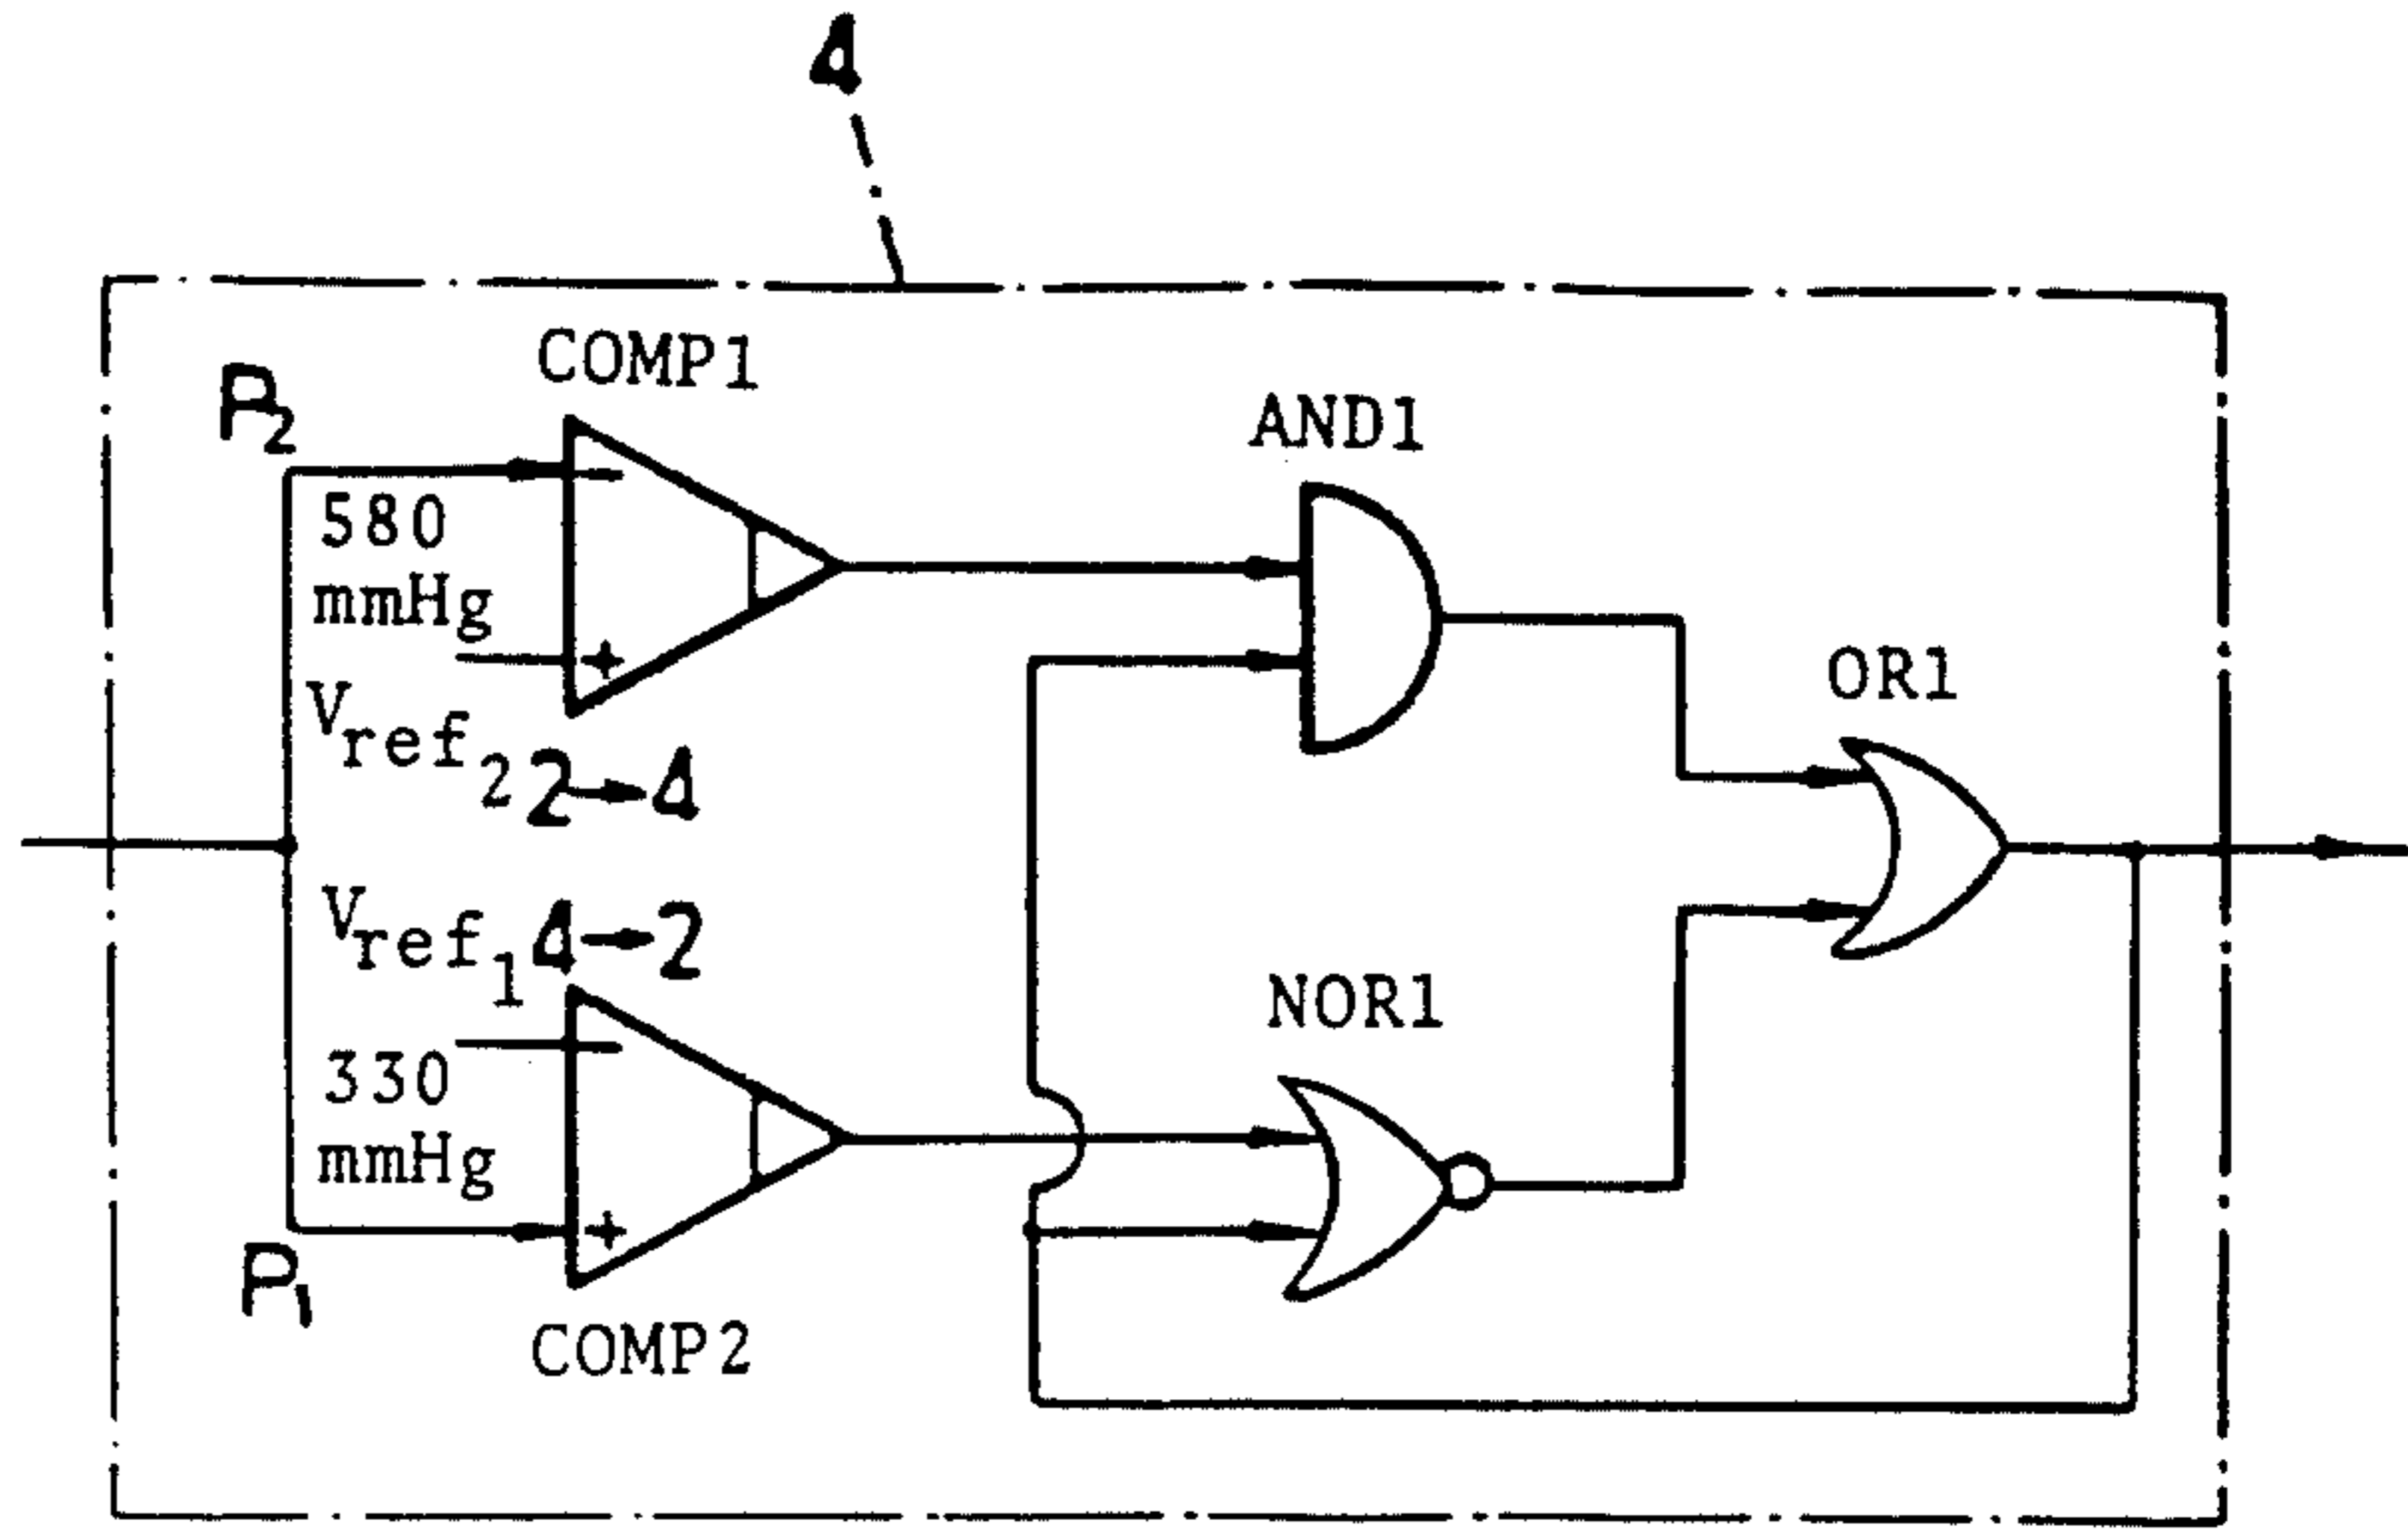 4
COMP1
P2
AND1
580
mmHg
-
+
Vref2 2→4
OR1
Vref1 4→2
NOR1
-
330
mmHg
+
P1
COMP2